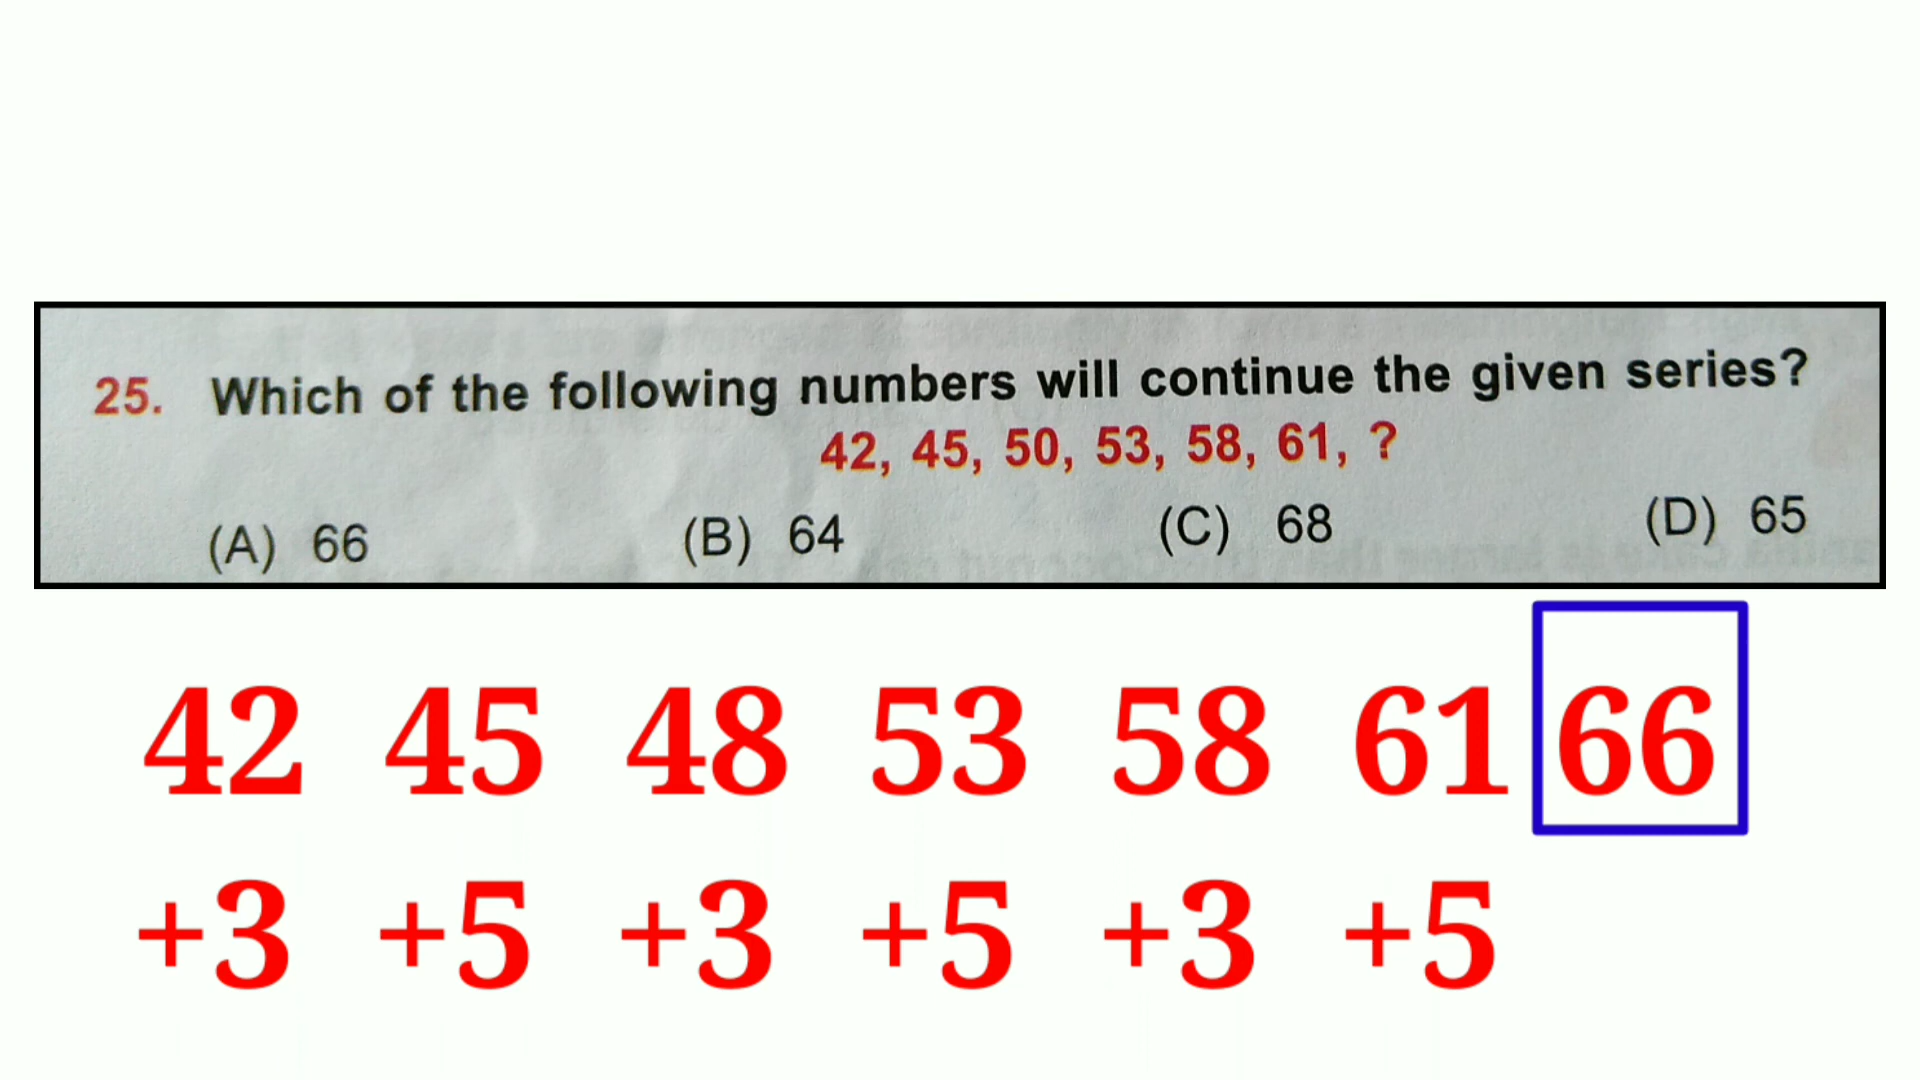 25. Which of the following numbers will continue the given series?
42, 45, 50, 53, 58, 61, ?
(A) 66 (B) 64 (C) 68 (D) 65
42 45 48 53 58 61 66
+3 +5 +3 +5 +3 +5